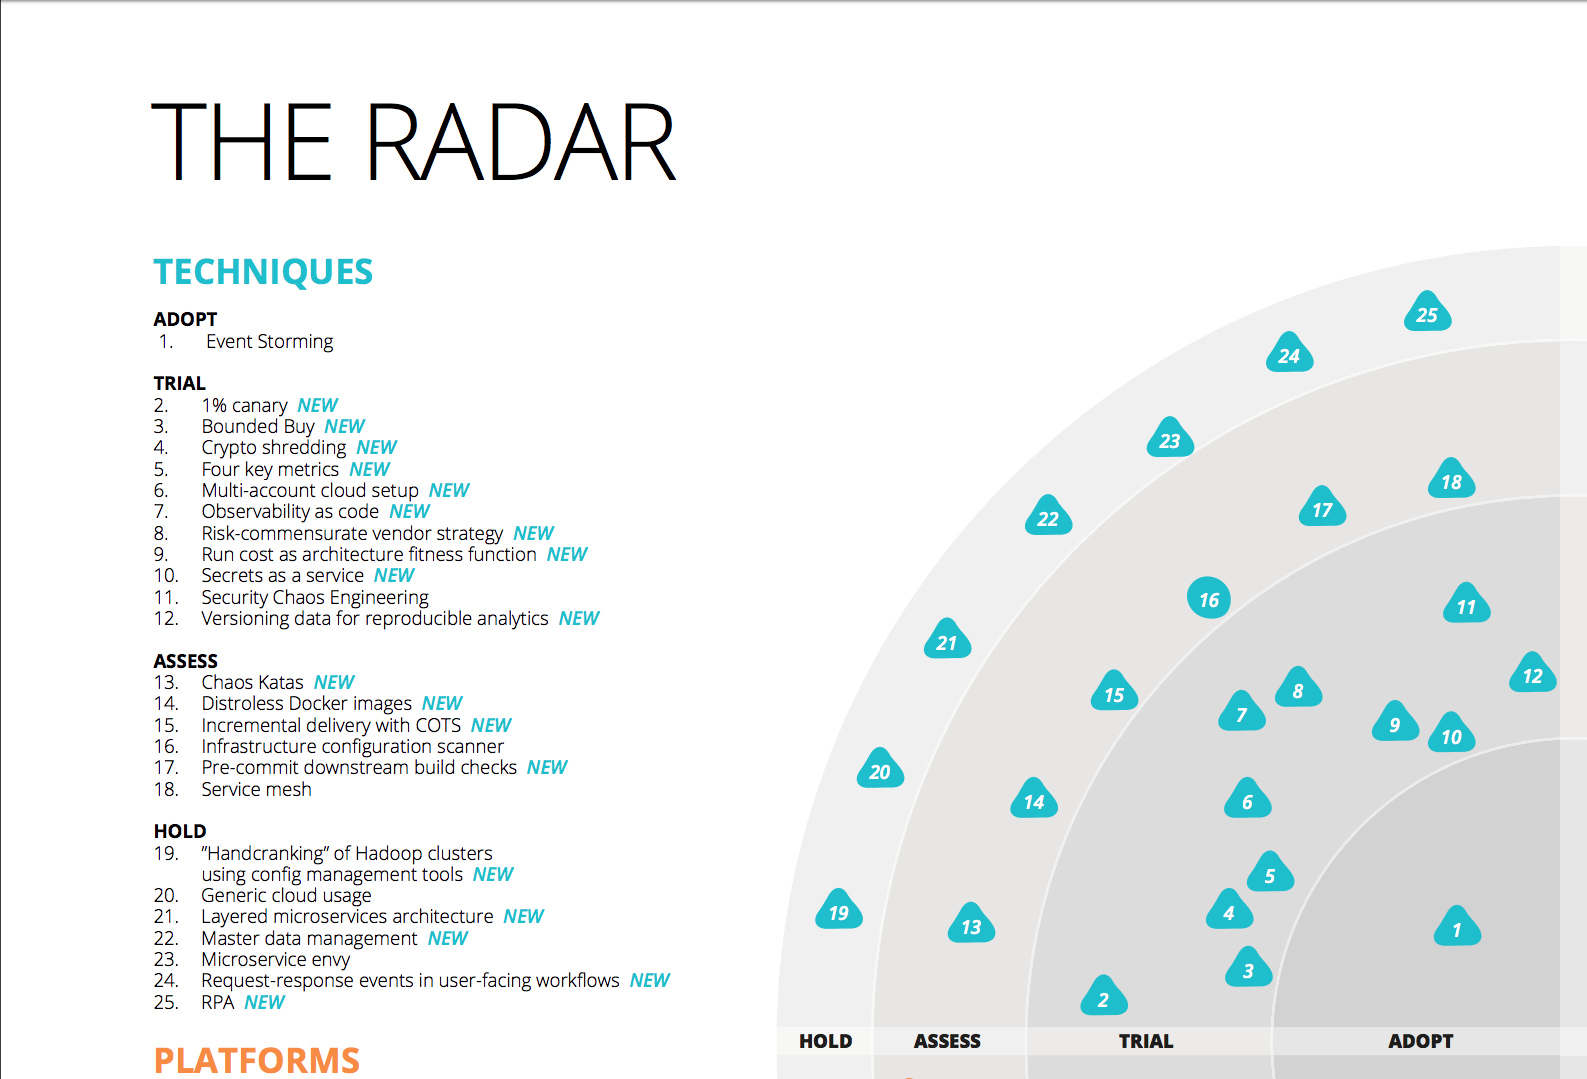 THE RADAR
TECHNIQUES
ADOPT
1. Event Storming
TRIAL
2. 1% canary NEW
3. Bounded Buy NEW
4. Crypto shredding NEW
5. Four key metrics NEW
6. Multi-account cloud setup NEW
7. Observability as code NEW
8. Risk-commensurate vendor strategy NEW
9. Run cost as architecture fitness function NEW
10. Secrets as a service NEW
11. Security Chaos Engineering
12. Versioning data for reproducible analytics NEW
ASSESS
13. Chaos Katas NEW
14. Distroless Docker images NEW
15. Incremental delivery with COTS NEW
16. Infrastructure configuration scanner
17. Pre-commit downstream build checks NEW
18. Service mesh
HOLD
19. ”Handcranking” of Hadoop clusters
using config management tools NEW
20. Generic cloud usage
21. Layered microservices architecture NEW
22. Master data management NEW
23. Microservice envy
24. Request-response events in user-facing workflows NEW
25. RPA NEW
PLATFORMS
25
24
23
18
22
17
16
11
21
12
15
8
7
9
10
20
14
6
5
19
4
13
1
3
2
HOLD ASSESS TRIAL ADOPT